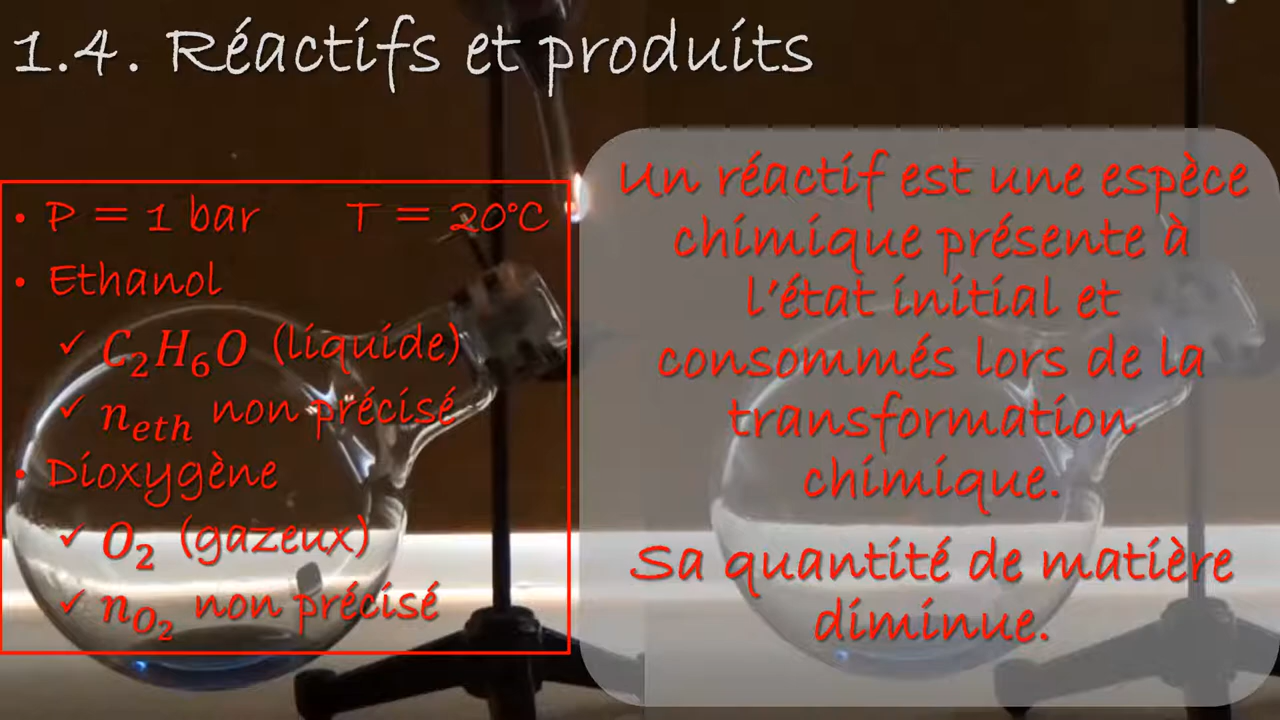 1.4. Réactifs et produits
• P = 1 bar T = 20°C
• Ethanol
✓ C₂H₆O (liquide)
✓ n_eth non précisé
• Dioxygène
✓ O₂ (gazeux)
✓ n_O₂ non précisé
Un réactif est une espèce
chimique présente à
l'état initial et
consommés lors de la
transformation
chimique.
Sa quantité de matière
diminue.